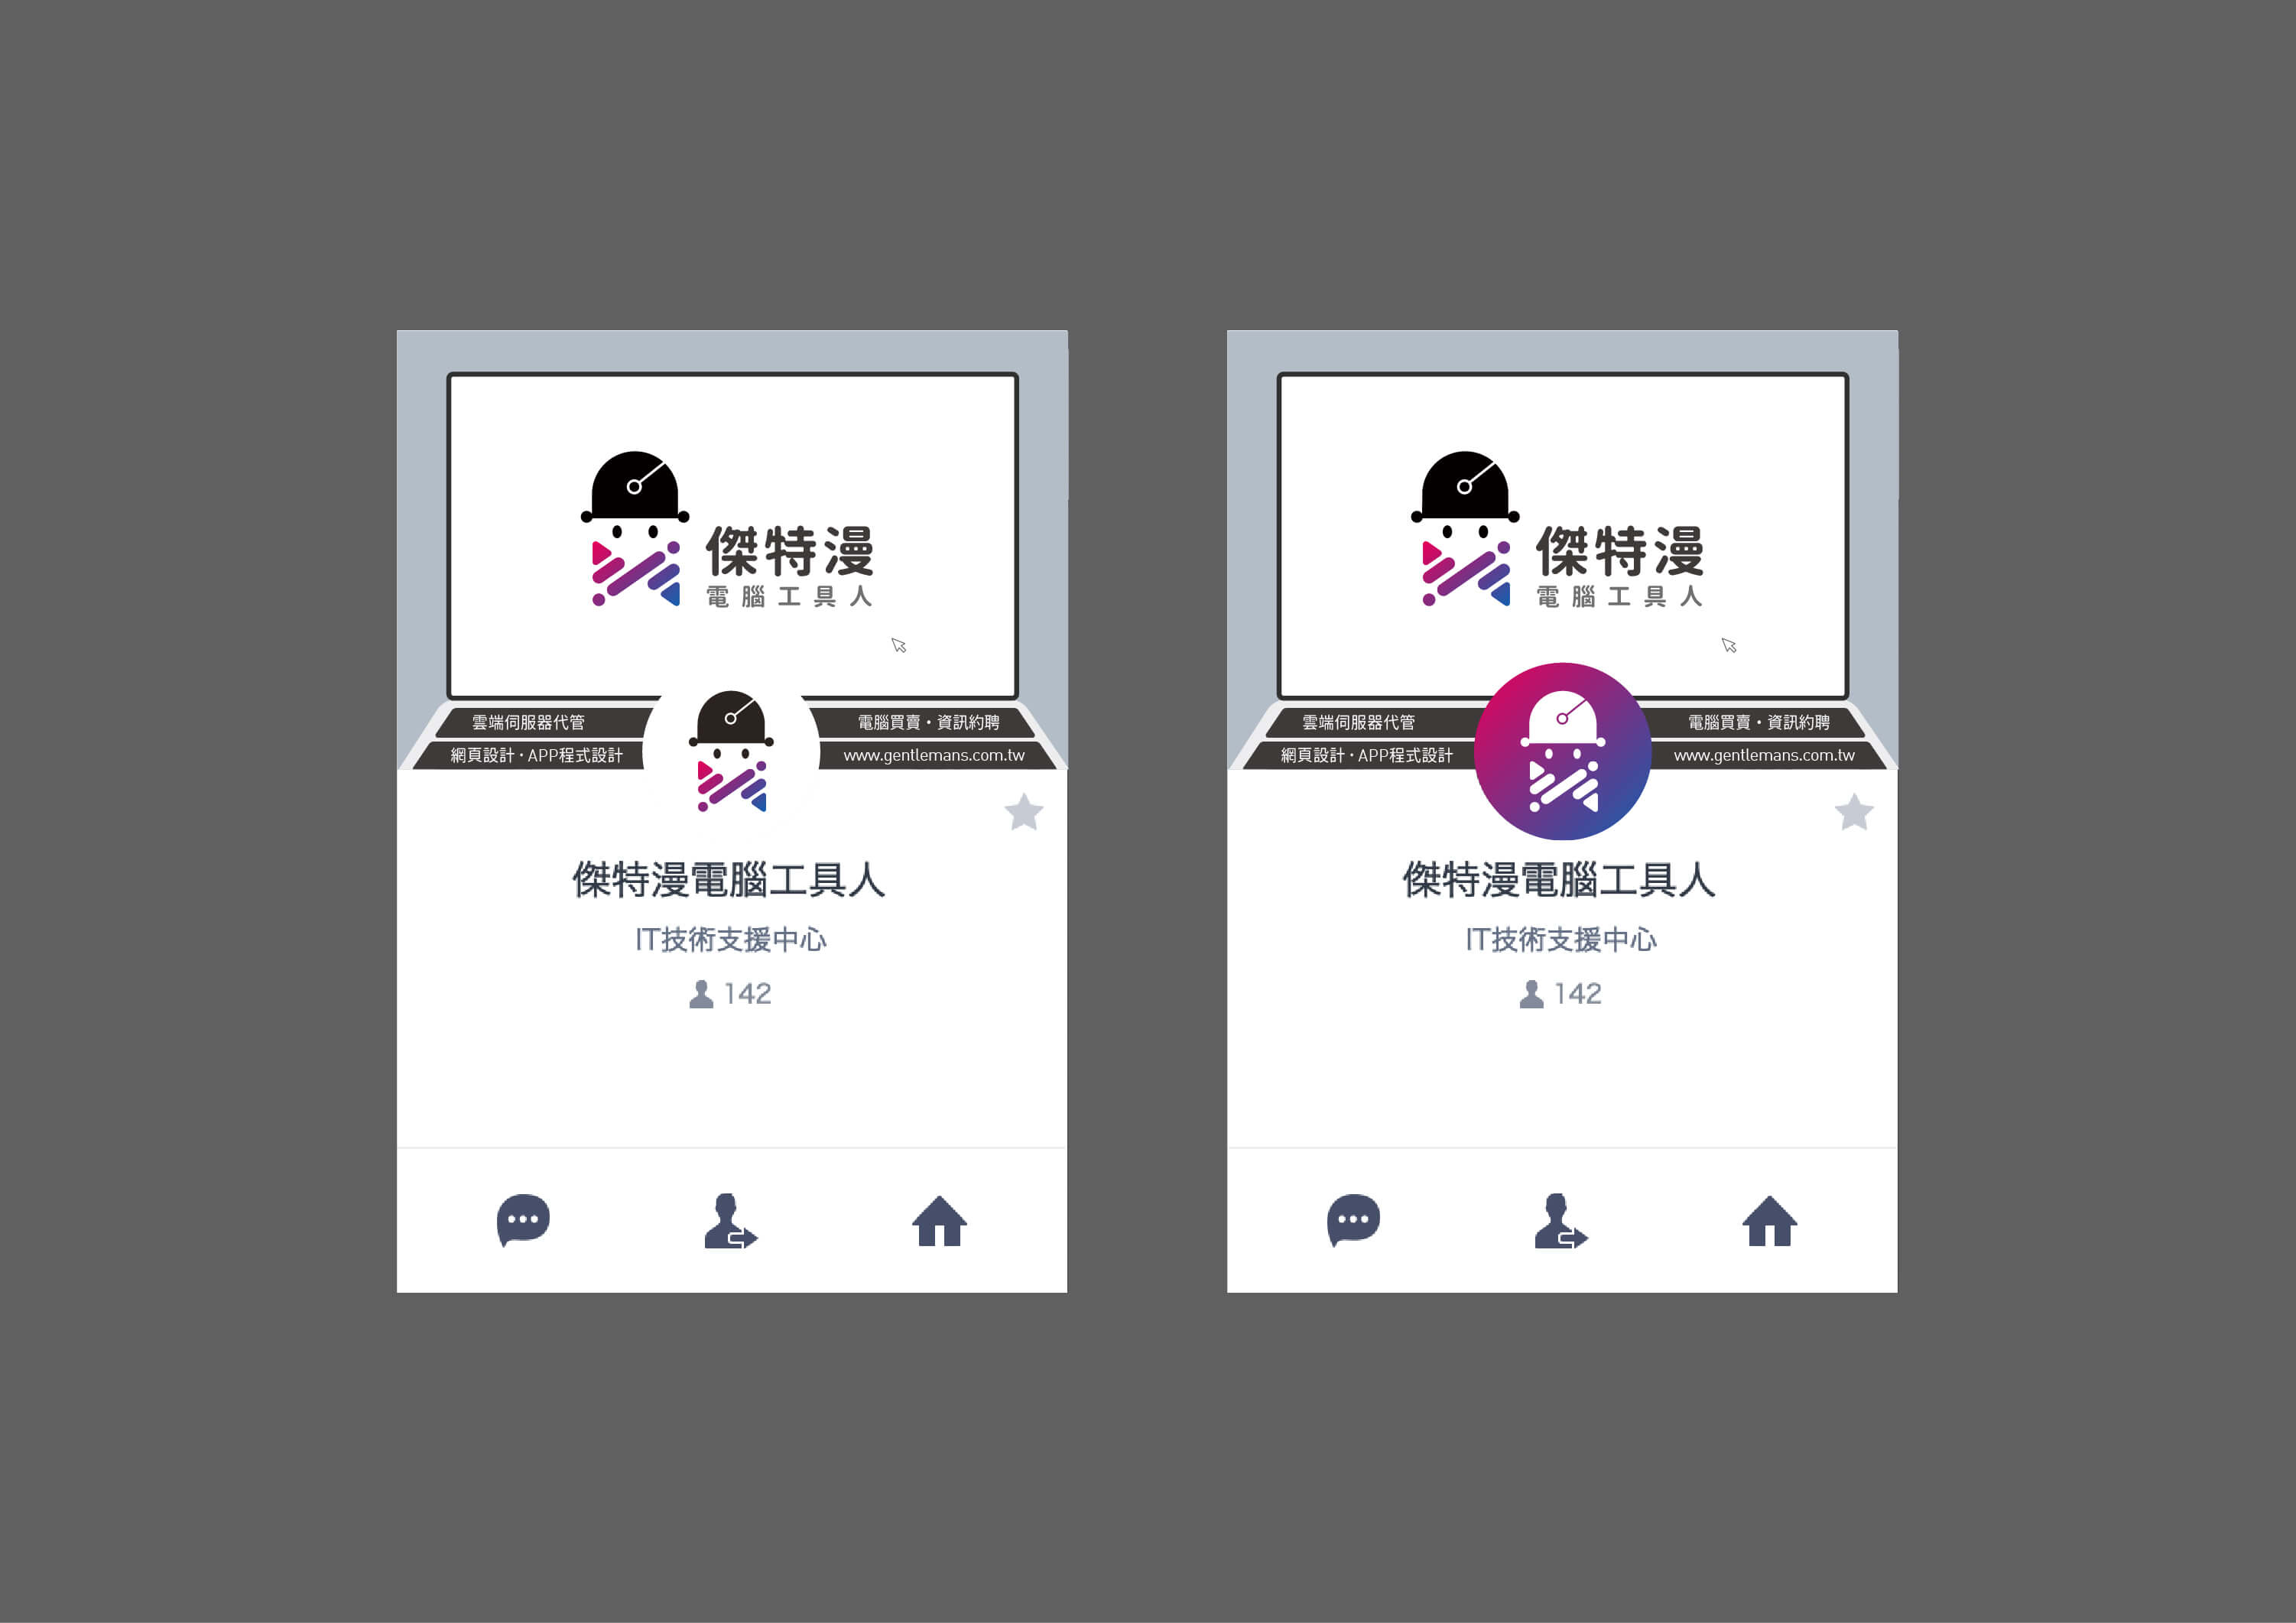 傑特漫
電腦工具人
雲端伺服器代管
電腦買賣・資訊約聘
網頁設計・APP程式設計
www.gentlemans.com.tw
傑特漫電腦工具人
IT技術支援中心
142
傑特漫
電腦工具人
雲端伺服器代管
電腦買賣・資訊約聘
網頁設計・APP程式設計
www.gentlemans.com.tw
傑特漫電腦工具人
IT技術支援中心
142